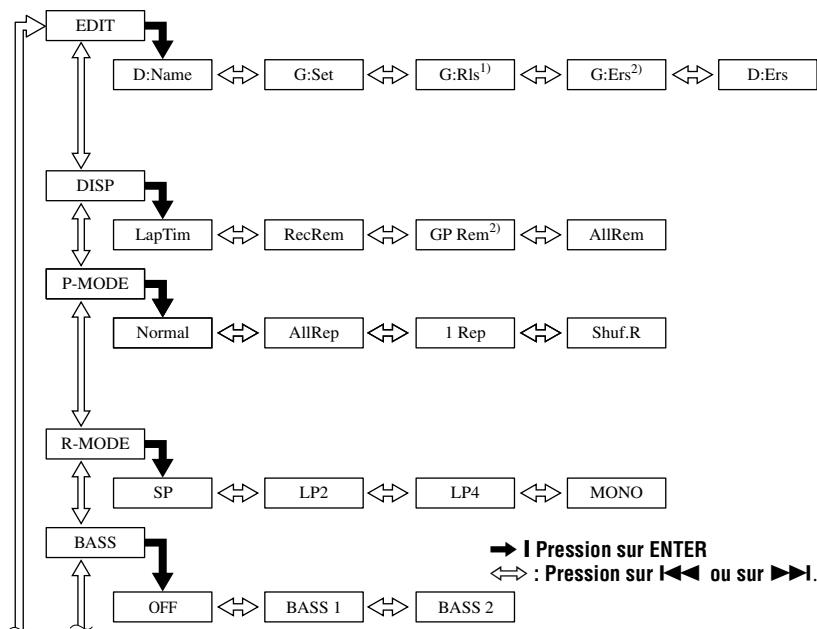 EDIT
D:Name G:Set G:Rls1) G:Ers2) D:Ers
DISP
LapTim RecRem GP Rem2) AllRem
P-MODE
Normal AllRep 1 Rep Shuf.R
R-MODE
SP LP2 LP4 MONO
BASS
➡ I Pression sur ENTER
⇔ : Pression sur I◀◀ ou sur ▶▶I.
OFF BASS 1 BASS 2